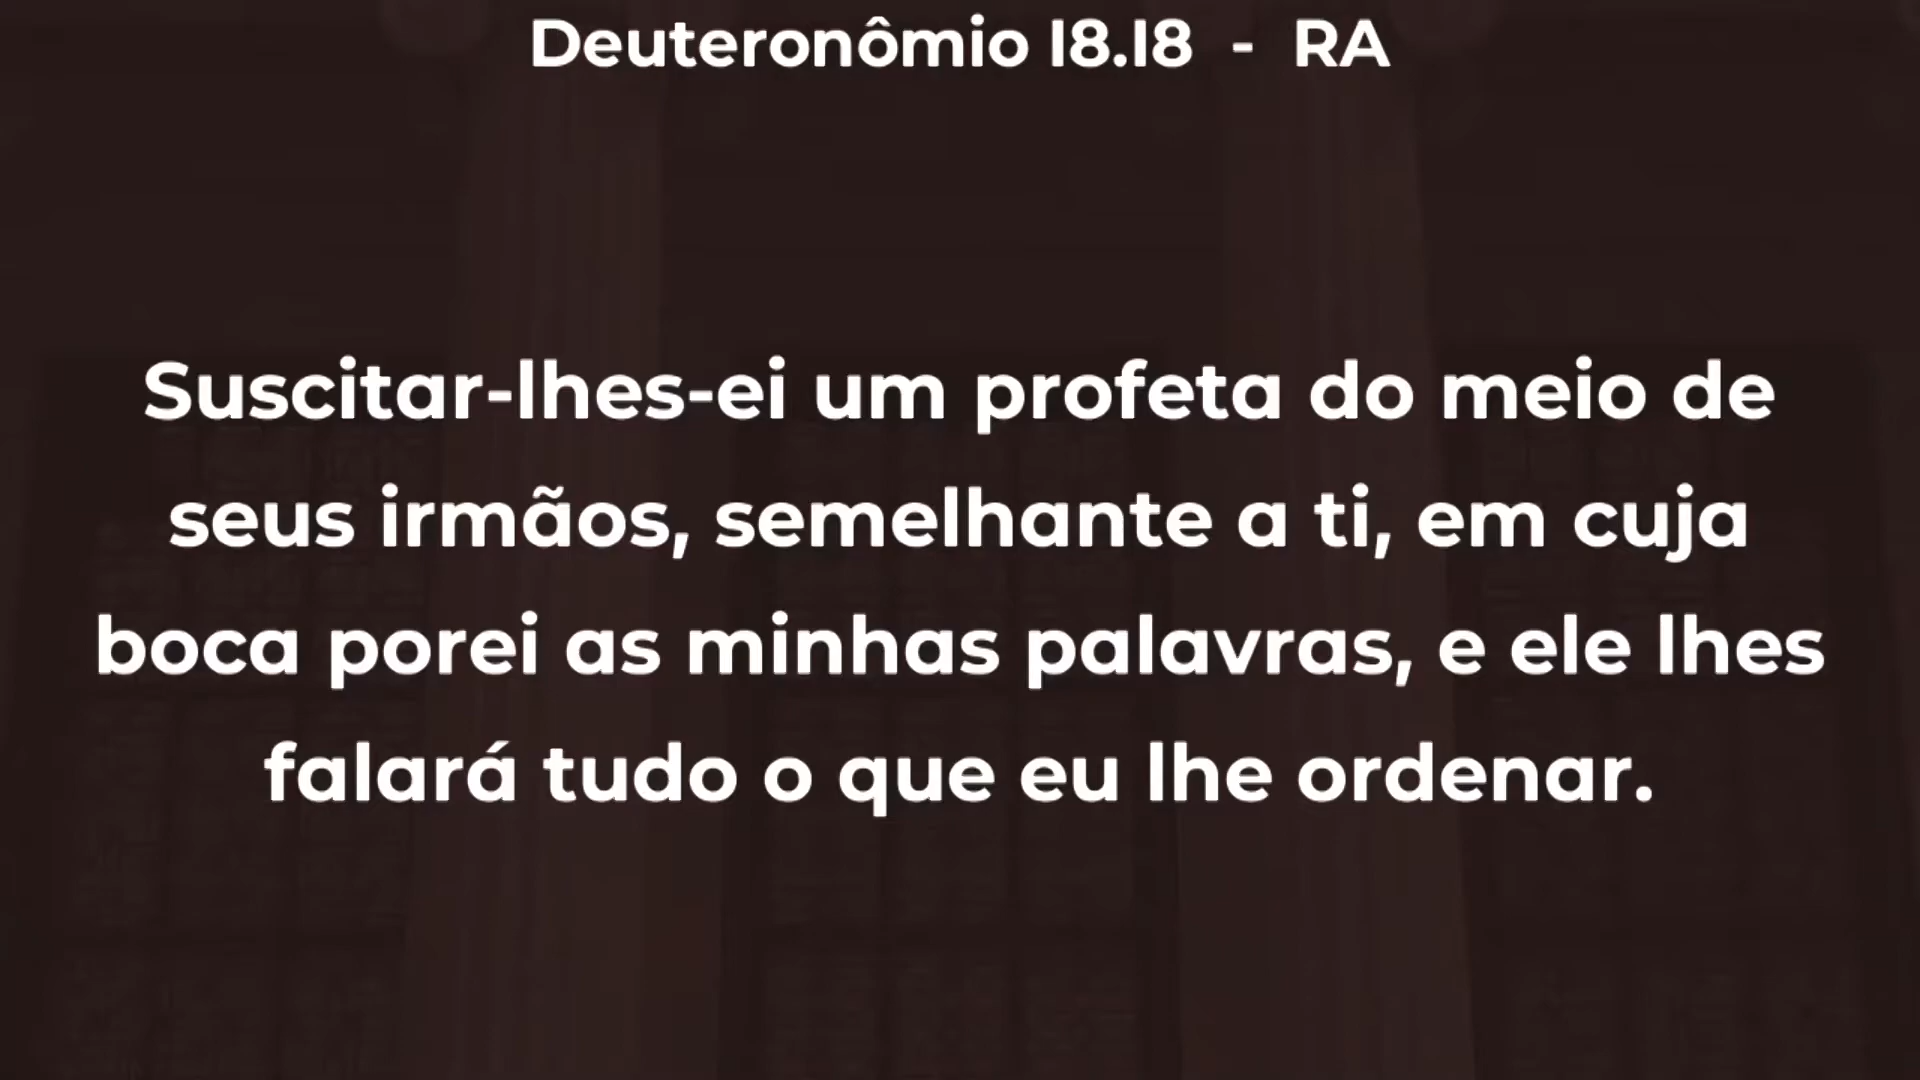 Deuteronômio 18.18 - RA
Suscitar-lhes-ei um profeta do meio de
seus irmãos, semelhante a ti, em cuja
boca porei as minhas palavras, e ele lhes
falará tudo o que eu lhe ordenar.